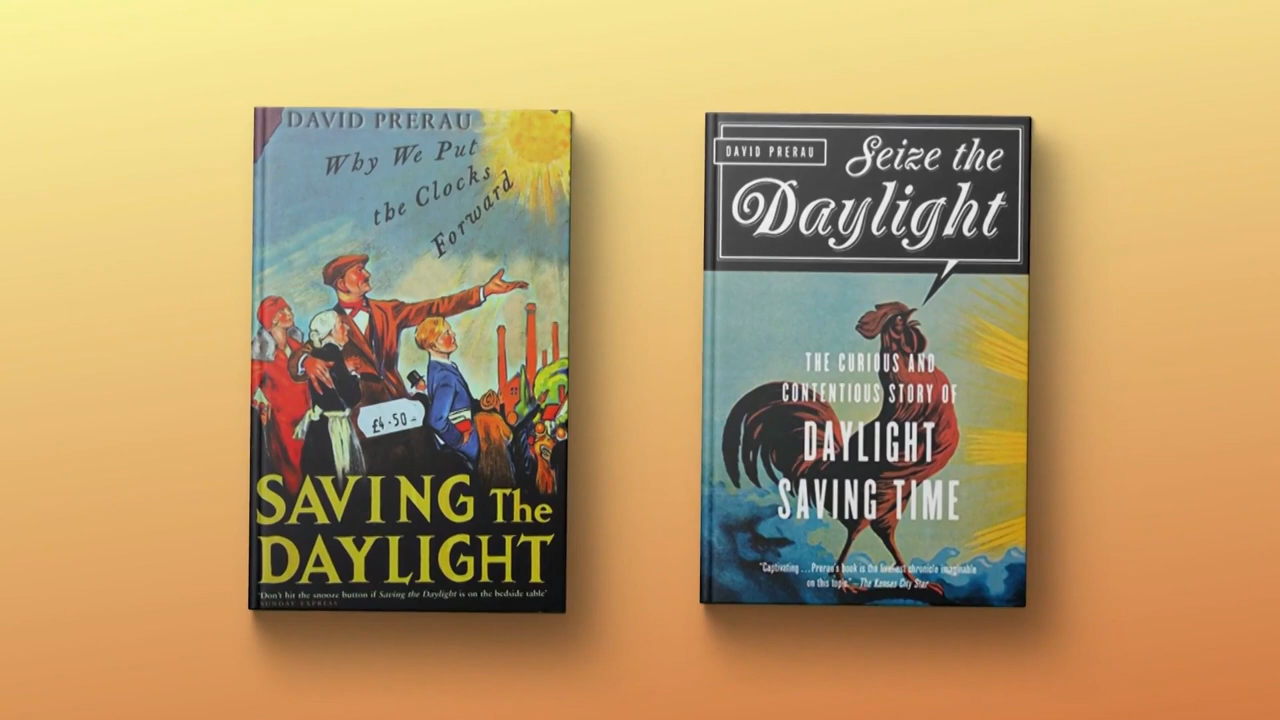 DAVID PRERAU
Why We Put
the Clocks
Forward
£4.50
SAVING The
DAYLIGHT
'Don't hit the snooze button if Saving the Daylight is on the bedside table'
SUNDAY EXPRESS
DAVID PRERAU
Seize the
Daylight
THE CURIOUS AND
CONTENTIOUS STORY OF
DAYLIGHT
SAVING TIME
"Captivating ...Prerau's book is the liveliest chronicle imaginable
on this topic." —The Kansas City Star